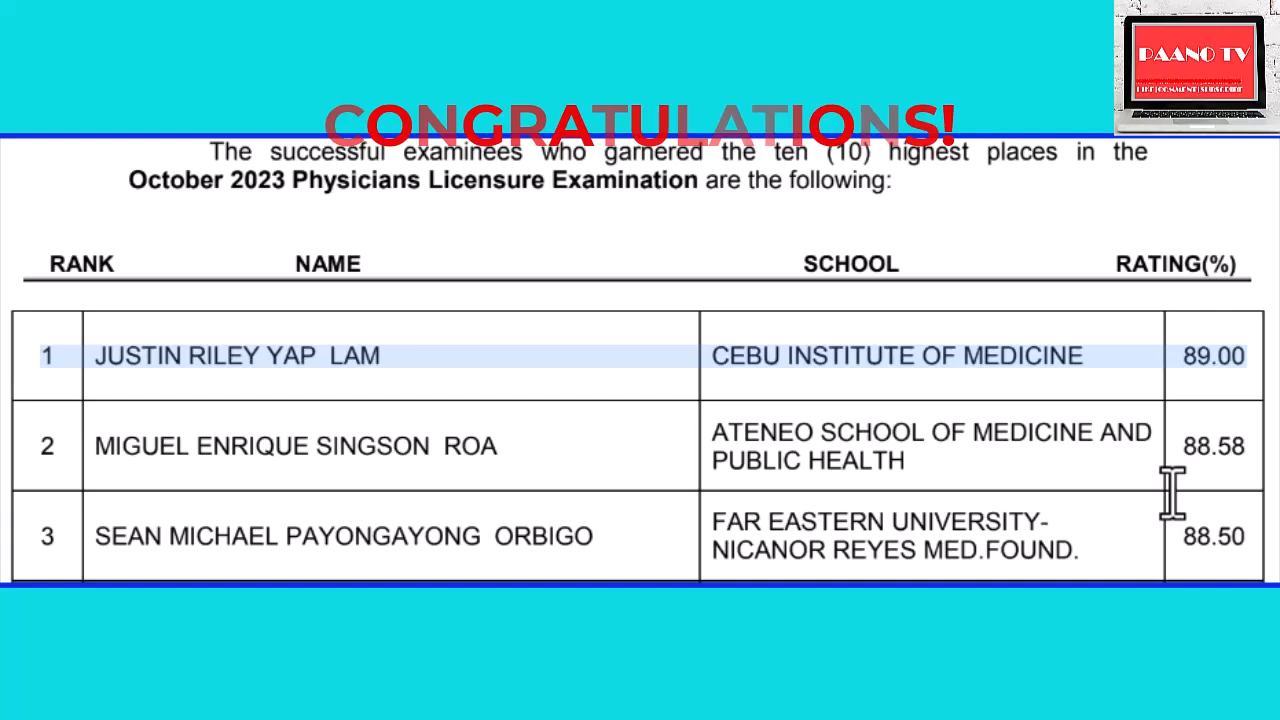 PAANO TV
LIKE|COMMENT|SUBSCRIBE
CONGRATULATIONS!
The successful examinees who garnered the ten (10) highest places in the
October 2023 Physicians Licensure Examination are the following:
RANK NAME SCHOOL RATING(%)
1 JUSTIN RILEY YAP LAM CEBU INSTITUTE OF MEDICINE 89.00
2 MIGUEL ENRIQUE SINGSON ROA ATENEO SCHOOL OF MEDICINE AND
PUBLIC HEALTH 88.58
3 SEAN MICHAEL PAYONGAYONG ORBIGO FAR EASTERN UNIVERSITY-
NICANOR REYES MED.FOUND. 88.50